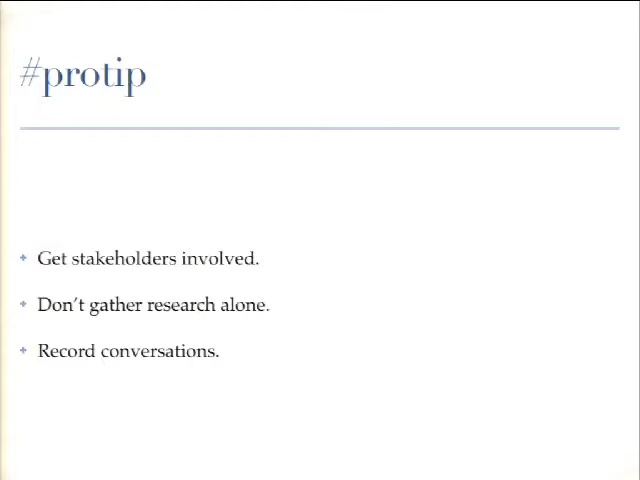 #protip
Get stakeholders involved.
Don't gather research alone.
Record conversations.